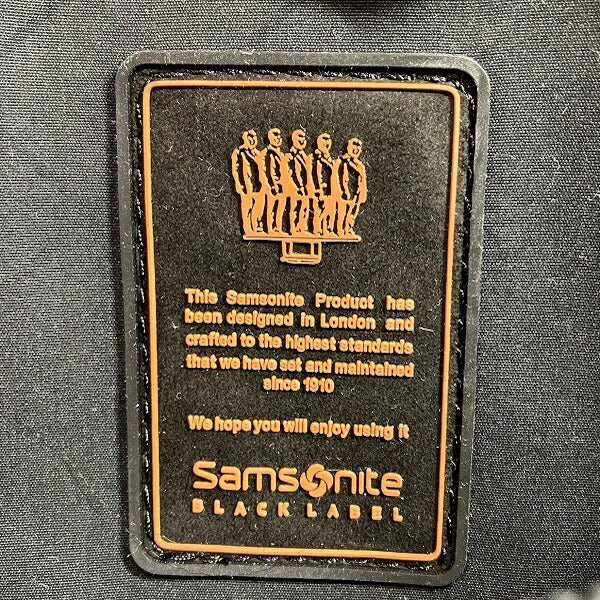 This Samsonite Product has
been designed in London and
crafted to the highest standards
that we have set and maintained
since 1910
We hope you will enjoy using it
Samsonite
BLACK LABEL